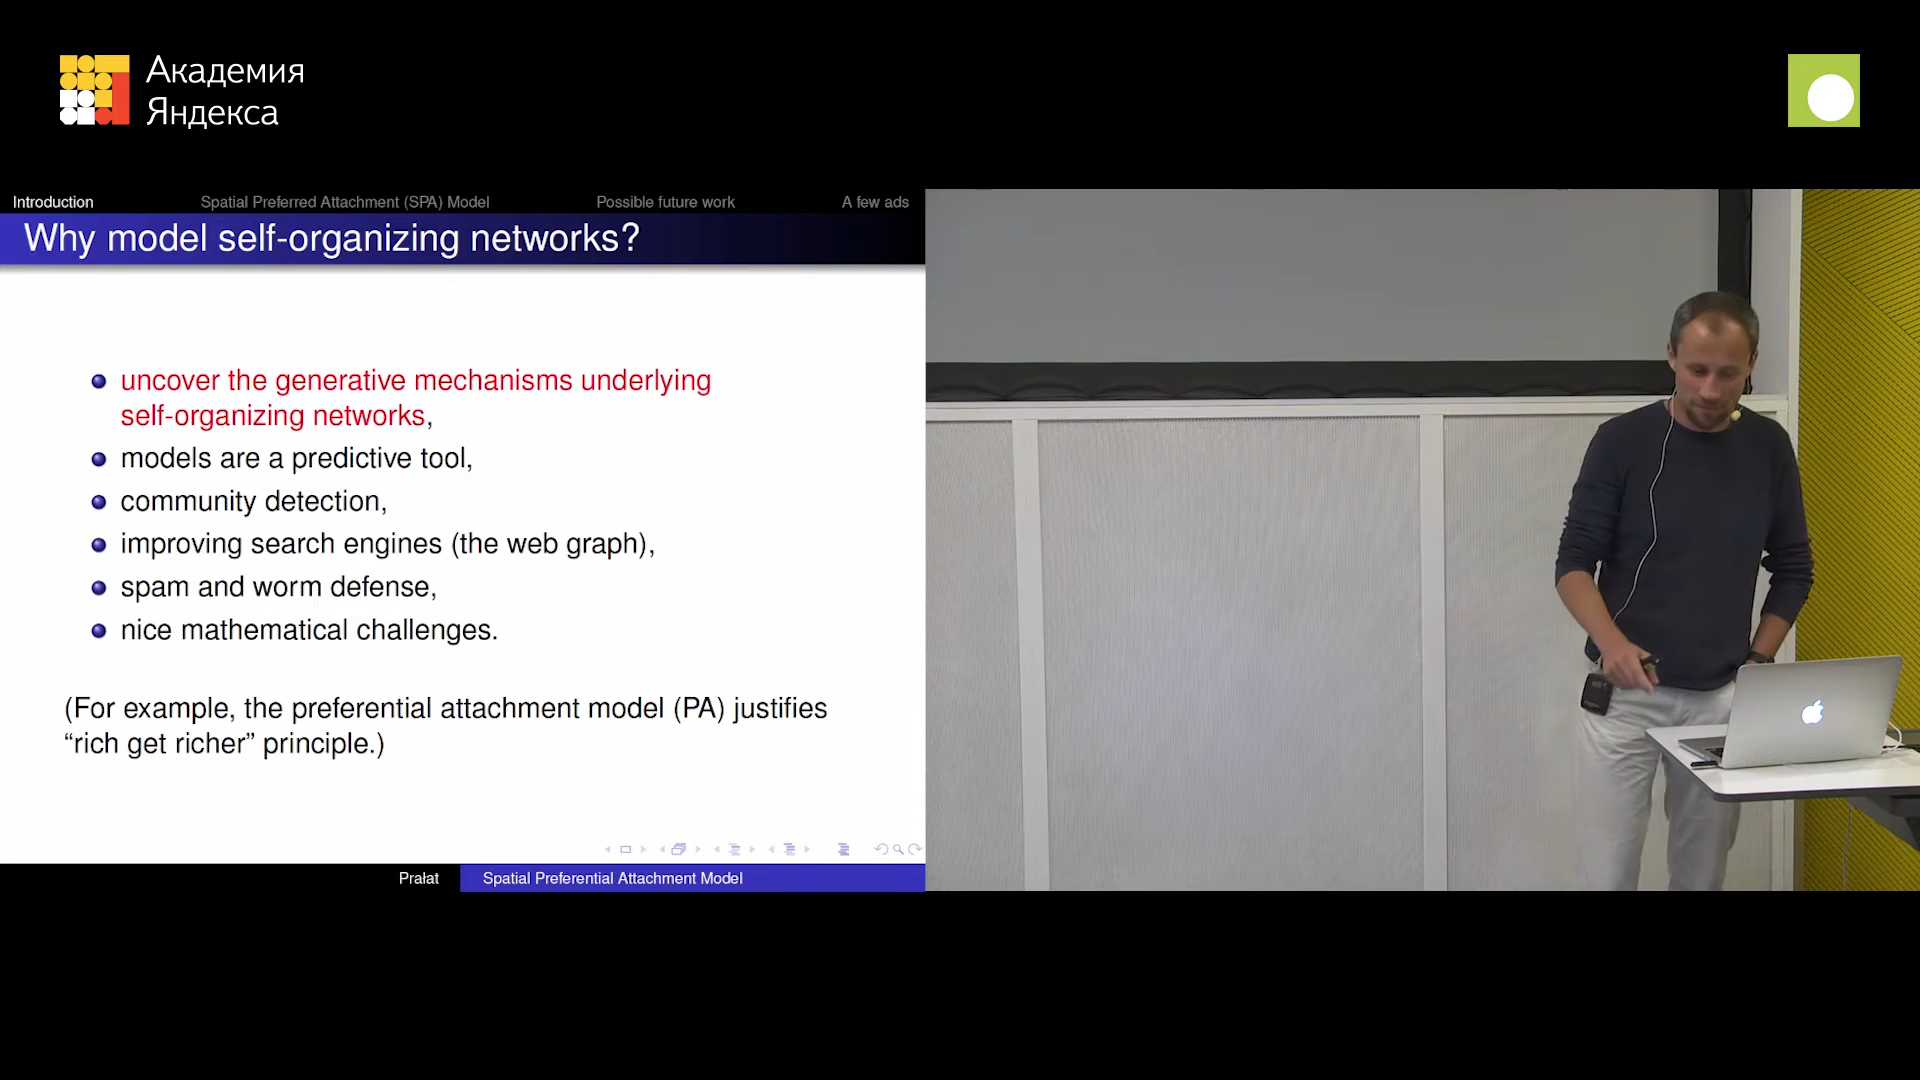 Академия
Яндекса
Introduction
Spatial Preferred Attachment (SPA) Model
Possible future work
A few ads
Why model self-organizing networks?
uncover the generative mechanisms underlying
self-organizing networks,
models are a predictive tool,
community detection,
improving search engines (the web graph),
spam and worm defense,
nice mathematical challenges.
(For example, the preferential attachment model (PA) justifies
“rich get richer” principle.)
Prałat
Spatial Preferential Attachment Model